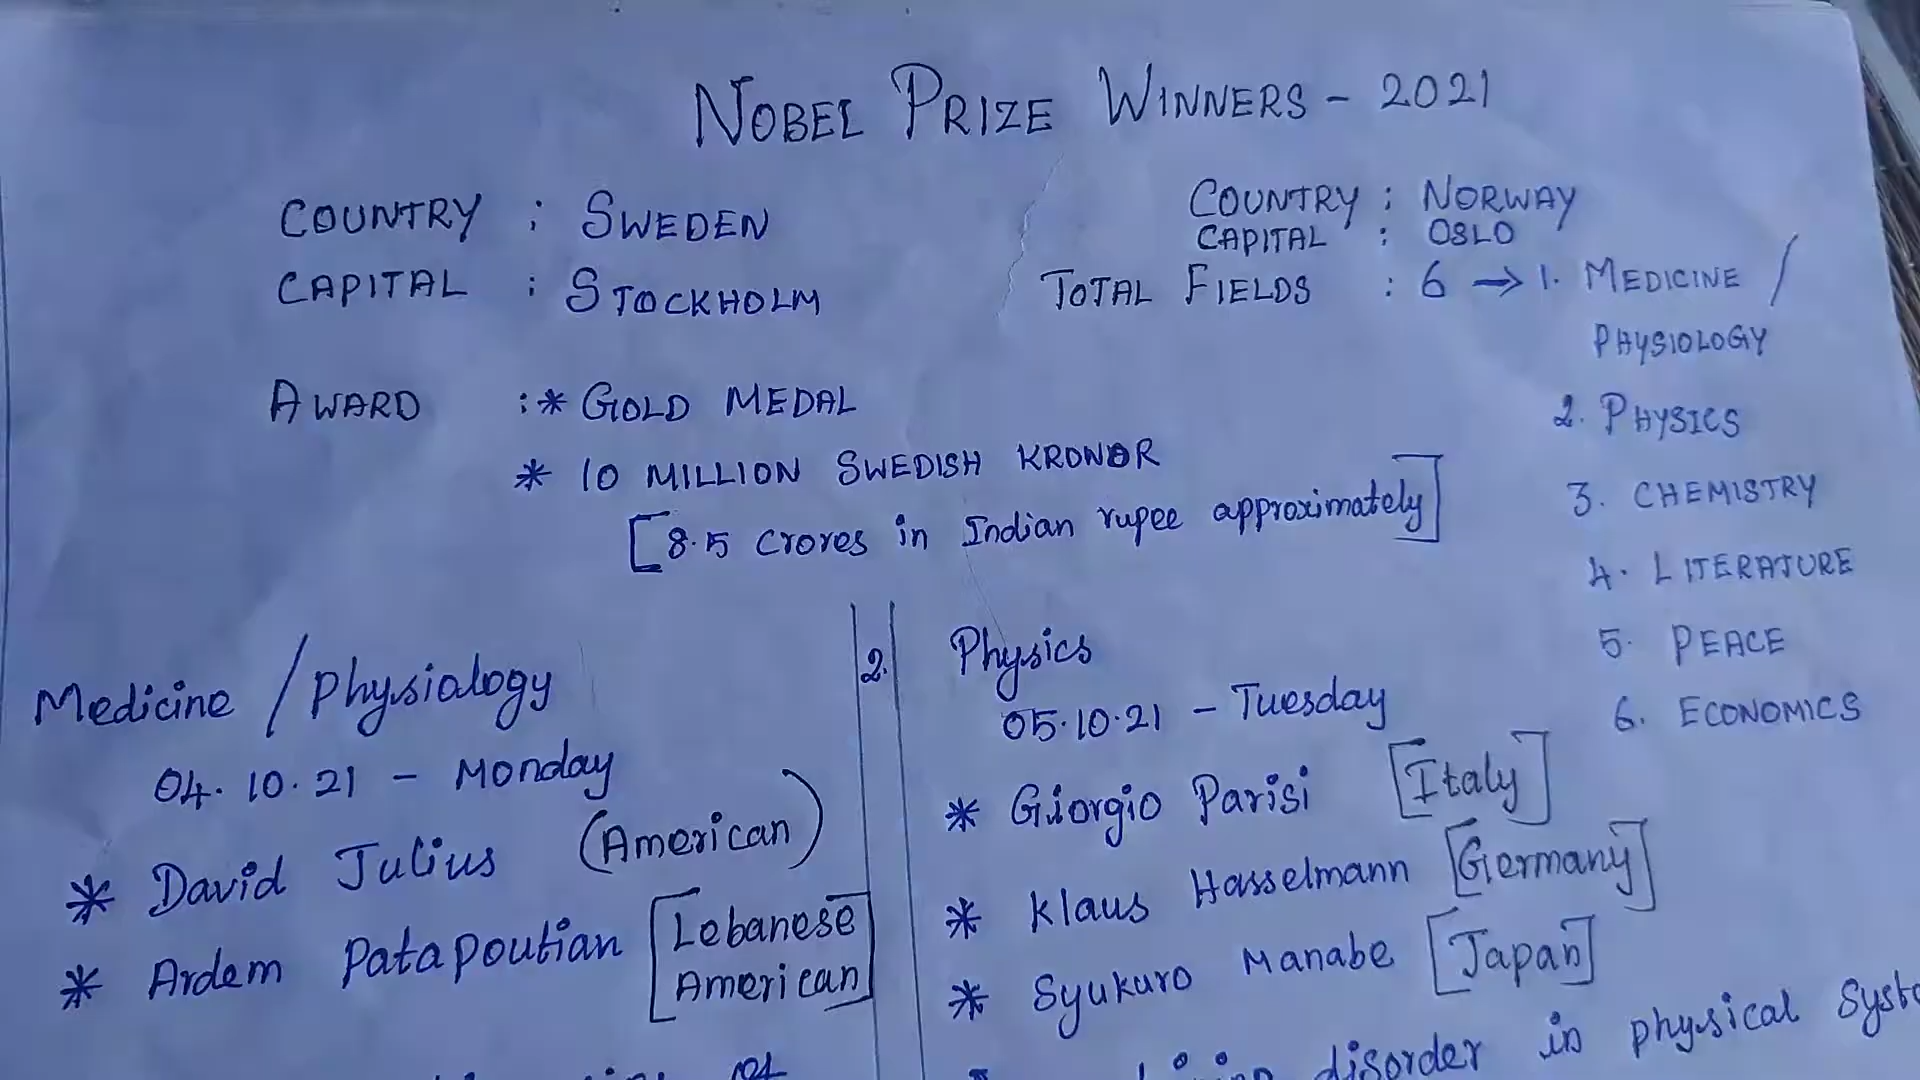 NOBEL PRIZE WINNERS - 2021
COUNTRY : SWEDEN
CAPITAL : STOCKHOLM
COUNTRY : NORWAY
CAPITAL : OSLO
TOTAL FIELDS : 6 → 1. MEDICINE /
PHYSIOLOGY
2. PHYSICS
3. CHEMISTRY
4. LITERATURE
5. PEACE
6. ECONOMICS
AWARD : * GOLD MEDAL
* 10 MILLION SWEDISH KRONOR
[8.5 crores in Indian rupee approximately]
Medicine / Physialogy
04.10.21 - Monday
* David Julius (American)
* Ardem Patapoutian [Lebanese
American]
of
2. Physics
05.10.21 - Tuesday
* Giorgio Parisi [Italy]
* Klaus Hasselmann [Germany]
* Syukuro Manabe [Japan]
disorder in physical